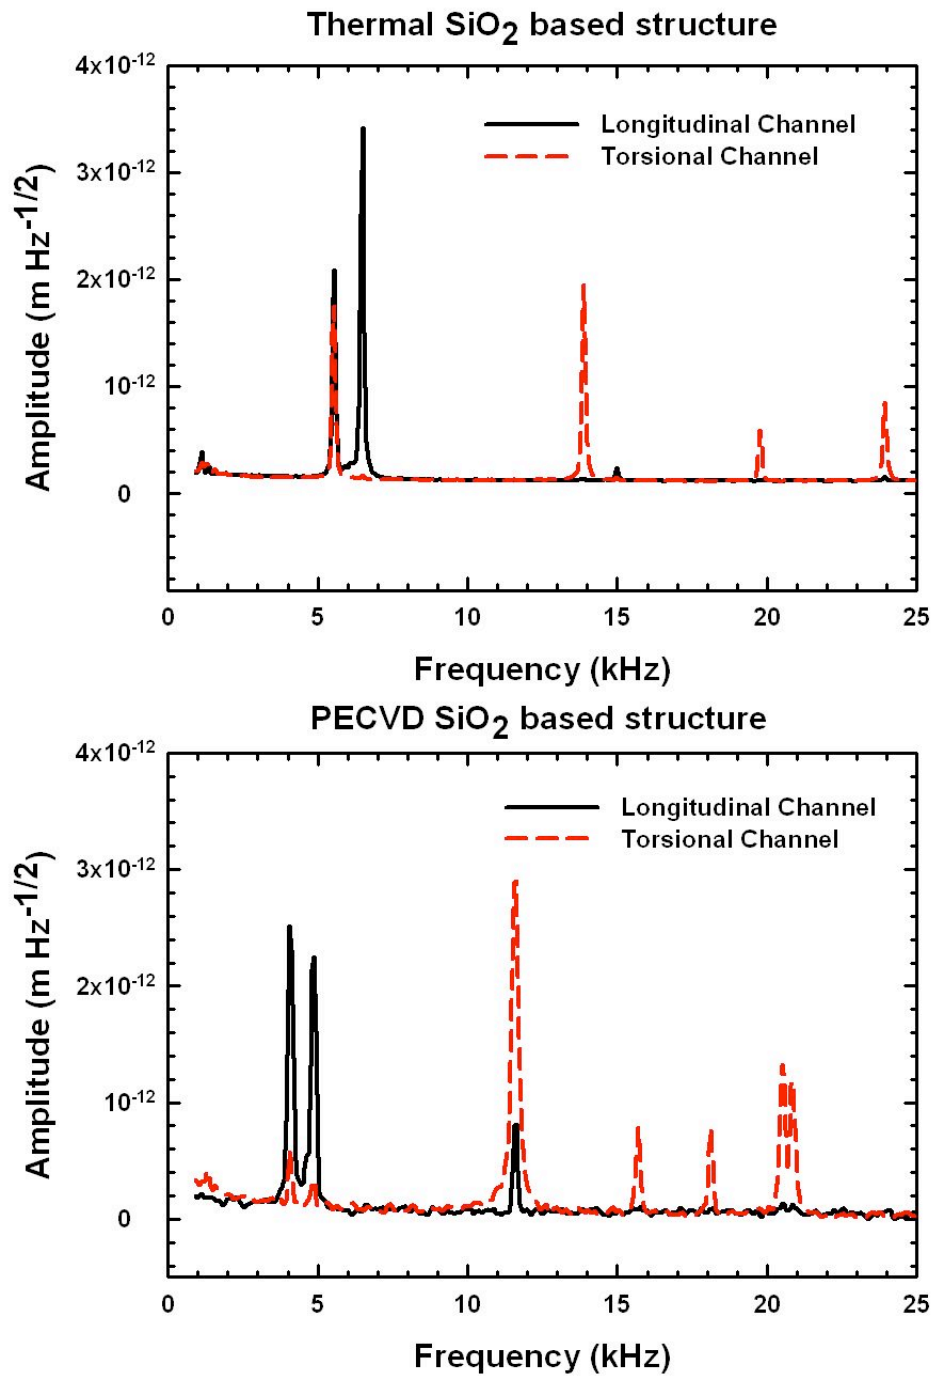 Thermal SiO2 based structure
4x10-12
3x10-12
2x10-12
10-12
0
Amplitude (m Hz-1/2)
Longitudinal Channel
Torsional Channel
0 5 10 15 20 25
Frequency (kHz)
PECVD SiO2 based structure
4x10-12
3x10-12
2x10-12
10-12
0
Amplitude (m Hz-1/2)
Longitudinal Channel
Torsional Channel
0 5 10 15 20 25
Frequency (kHz)